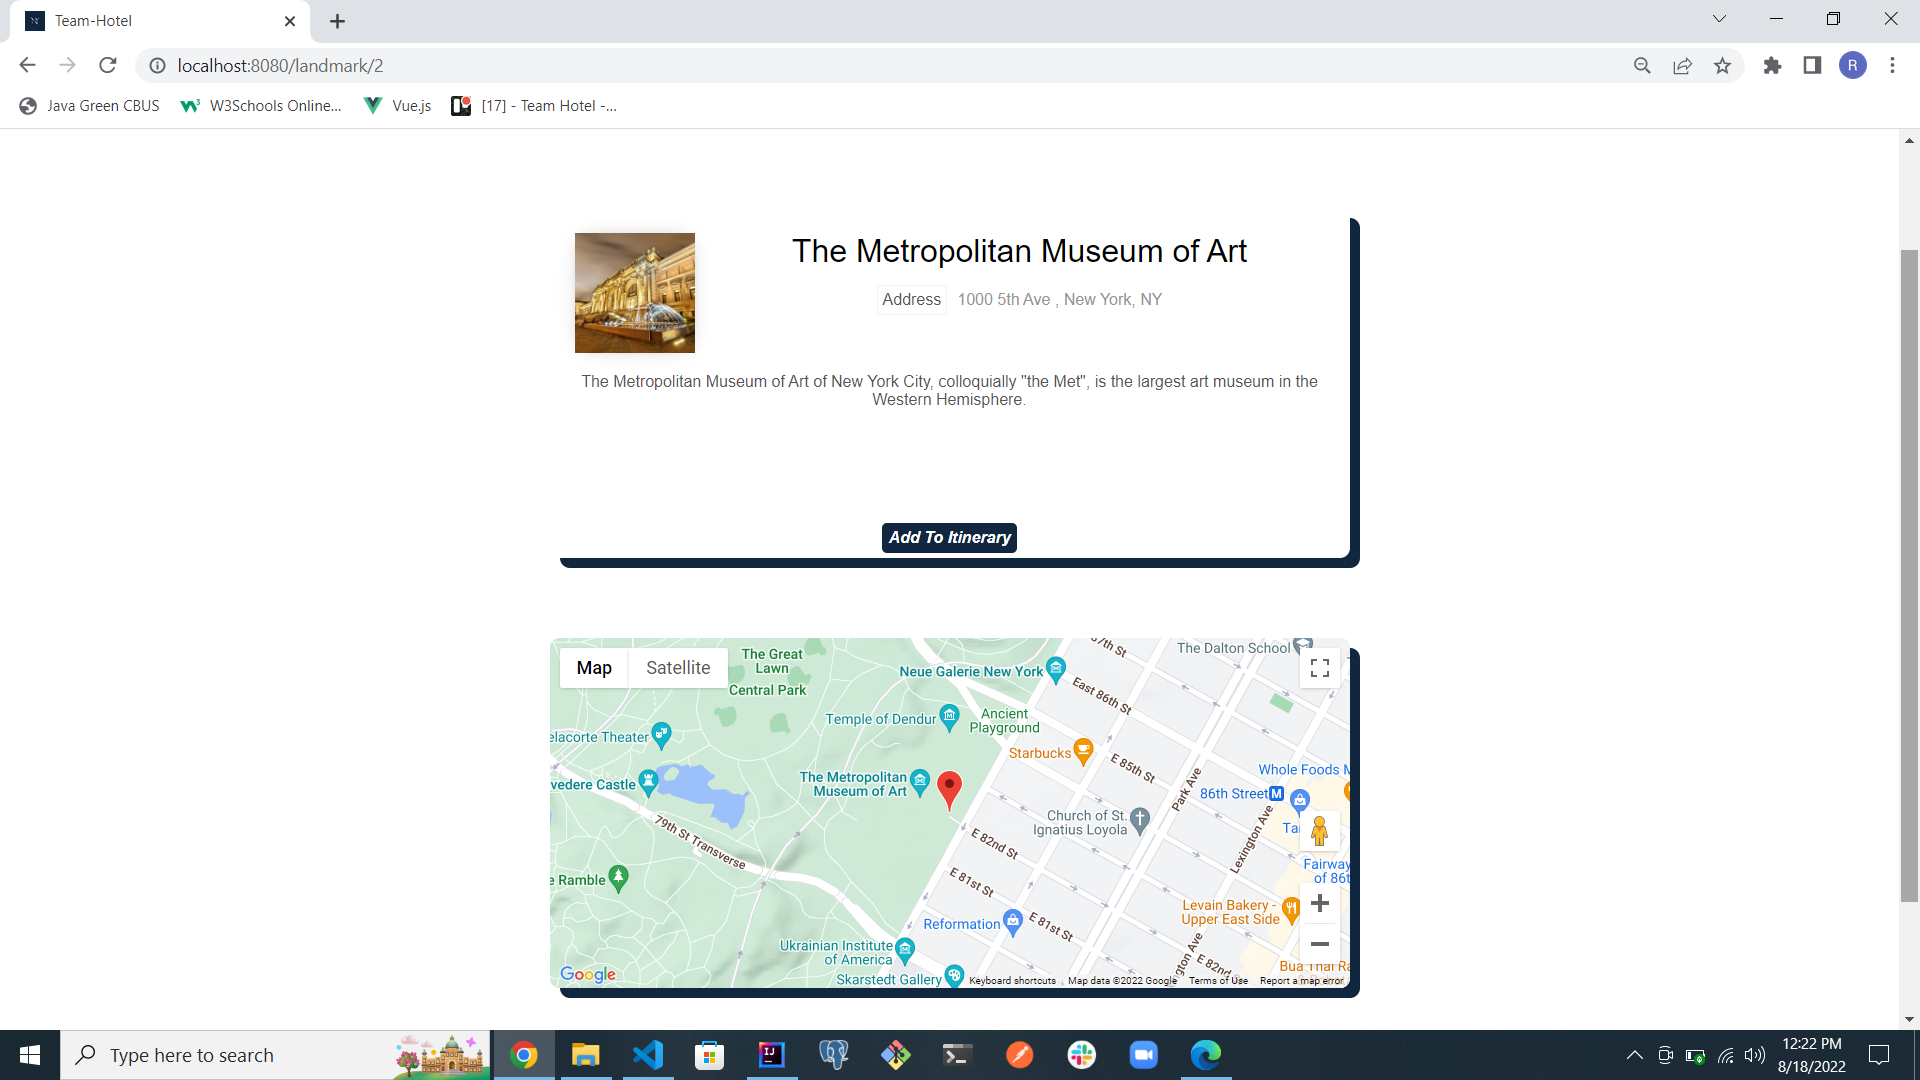 Team-Hotel
localhost:8080/landmark/2
R
Java Green CBUS
W3Schools Online...
Vue.js
[17] - Team Hotel -...
The Metropolitan Museum of Art
Address 1000 5th Ave , New York, NY
The Metropolitan Museum of Art of New York City, colloquially "the Met", is the largest art museum in the
Western Hemisphere.
Add To Itinerary
Map
Satellite
The Great
Lawn
Central Park
Neue Galerie New York
East 86th St
The Dalton School
Temple of Dendur
Ancient
Playground
elacorte Theater
Starbucks
E 85th St
Park Ave
Whole Foods M
86th Street
M
The Metropolitan
Museum of Art
vedere Castle
79th St Transverse
Church of St.
Ignatius Loyola
Lexington Ave
Ta
E 82nd St
Fairway
of 86t
e Ramble
E 81st St
Levain Bakery -
Upper East Side
Reformation
E 81st St
Ukrainian Institute
of America
ngton Ave
E 82nd
Bua Thai Ra
Skarstedt Gallery
Google
Keyboard shortcuts
Map data ©2022 Google
Terms of Use
Report a map error
Type here to search
IJ
12:22 PM
8/18/2022